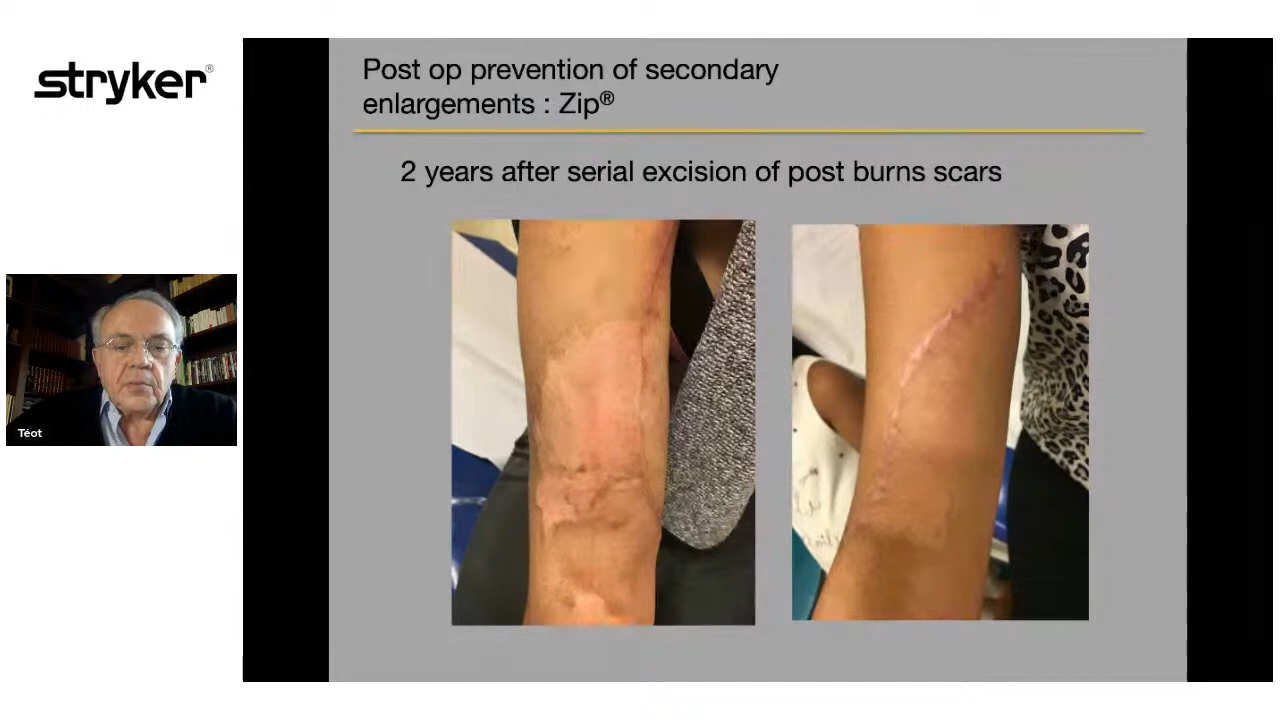 stryker®
Post op prevention of secondary
enlargements : Zip®
2 years after serial excision of post burns scars
Téot